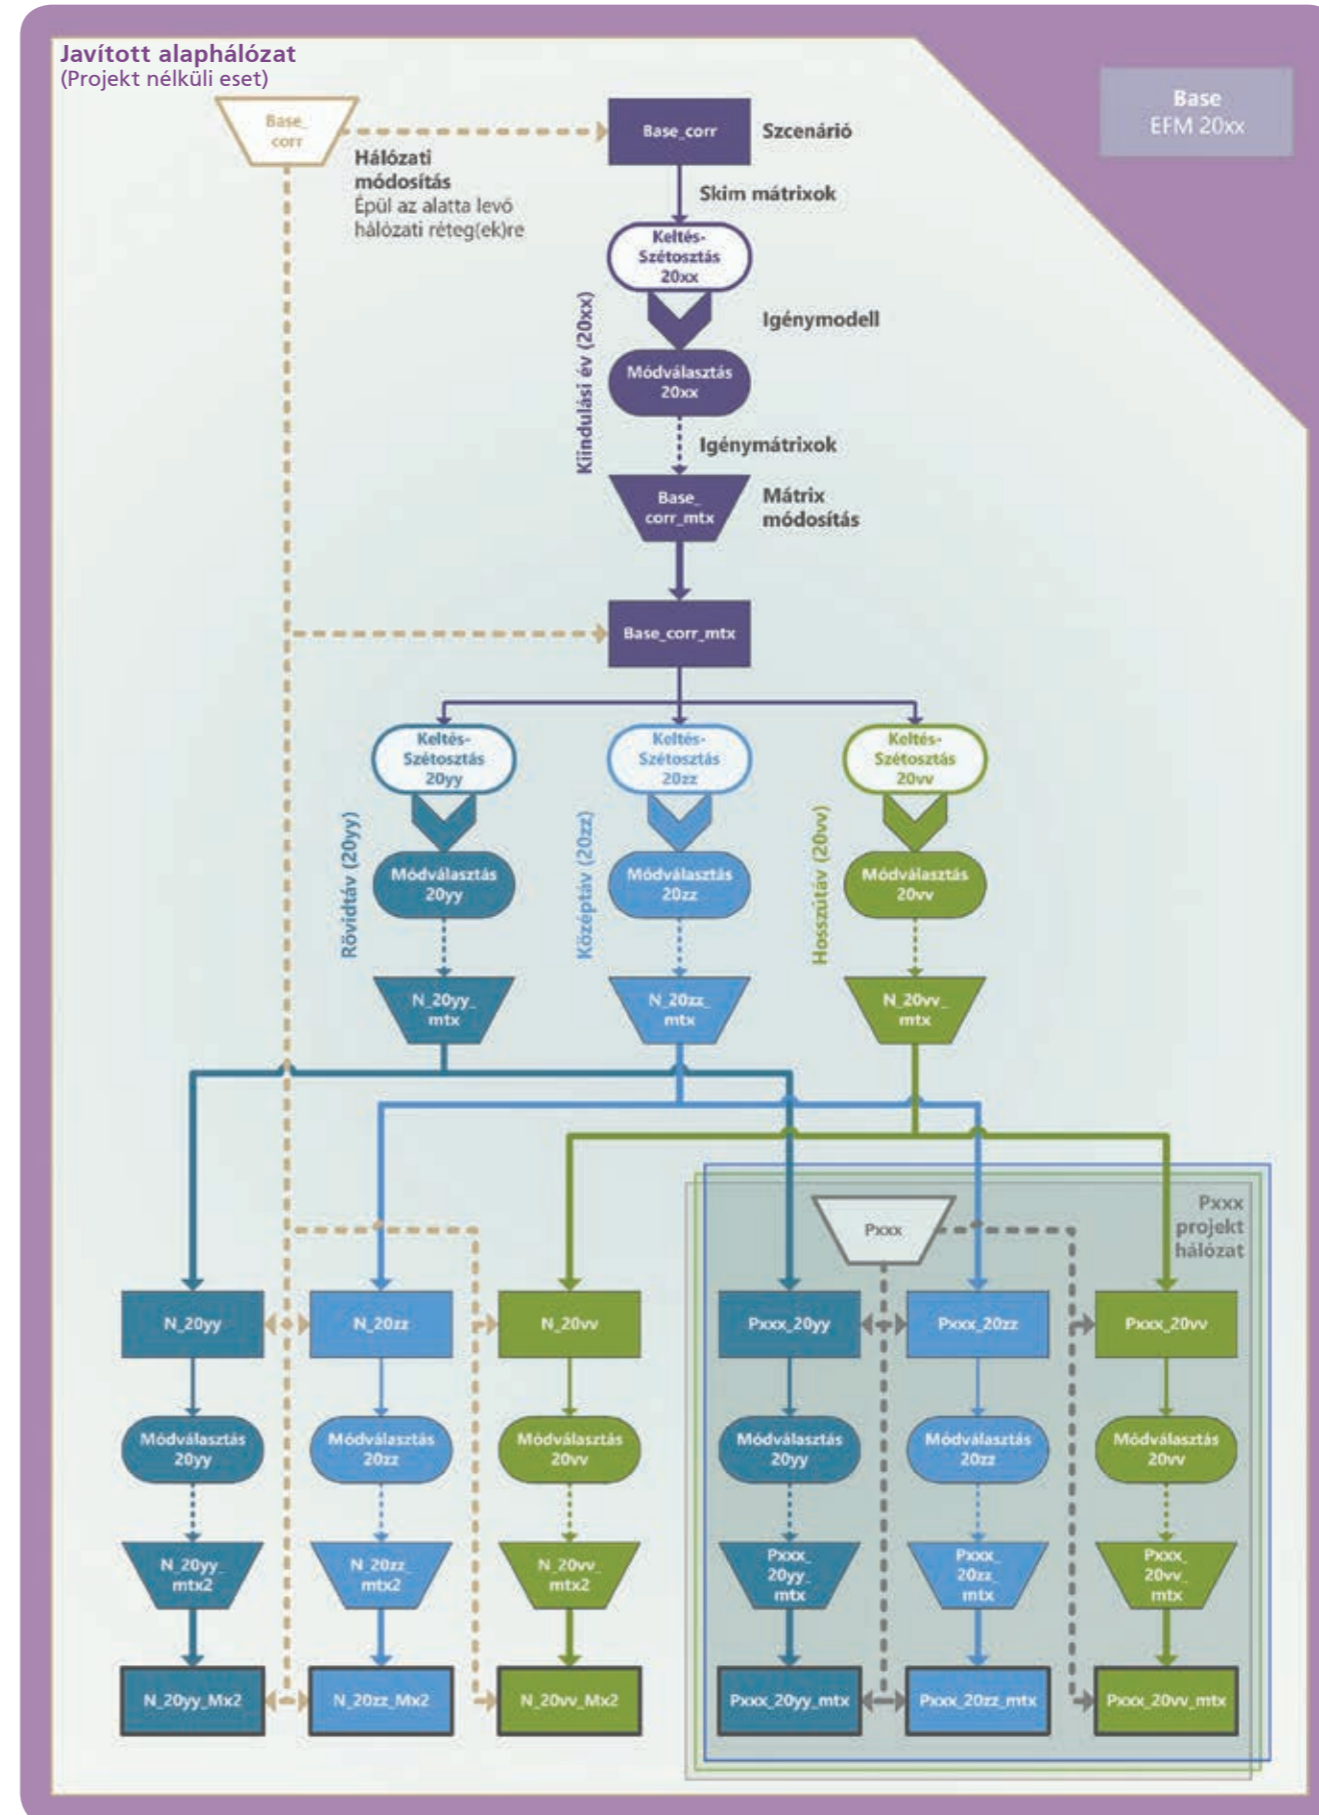 Javított alaphálózat
(Projekt nélküli eset)
Base
EFM 20xx
Base_
corr
Base_corr
Szcenárió
Hálózati
módosítás
Épül az alatta levő
hálózati réteg(ek)re
Skim mátrixok
Keltés-
Szétosztás
20xx
Igénymodell
Kiindulási év (20xx)
Módválasztás
20xx
Igénymátrixok
Base_
corr_mtx
Mátrix
módosítás
Base_corr_mtx
Keltés-
Szétosztás
20yy
Keltés-
Szétosztás
20zz
Keltés-
Szétosztás
20vv
Rövidtáv (20yy)
Középtáv (20zz)
Hosszútáv (20vv)
Módválasztás
20yy
Módválasztás
20zz
Módválasztás
20vv
N_20yy_
mtx
N_20zz_
mtx
N_20vv_
mtx
Pxxx
projekt
hálózat
Pxxx
N_20yy
N_20zz
N_20vv
Pxxx_20yy
Pxxx_20zz
Pxxx_20vv
Módválasztás
20yy
Módválasztás
20zz
Módválasztás
20vv
Módválasztás
20yy
Módválasztás
20zz
Módválasztás
20vv
N_20yy_
mtx2
N_20zz_
mtx2
N_20vv_
mtx2
Pxxx_
20yy_
mtx
Pxxx_
20zz_
mtx
Pxxx_
20vv_
mtx
N_20yy_Mx2
N_20zz_Mx2
N_20vv_Mx2
Pxxx_20yy_mtx
Pxxx_20zz_mtx
Pxxx_20vv_mtx